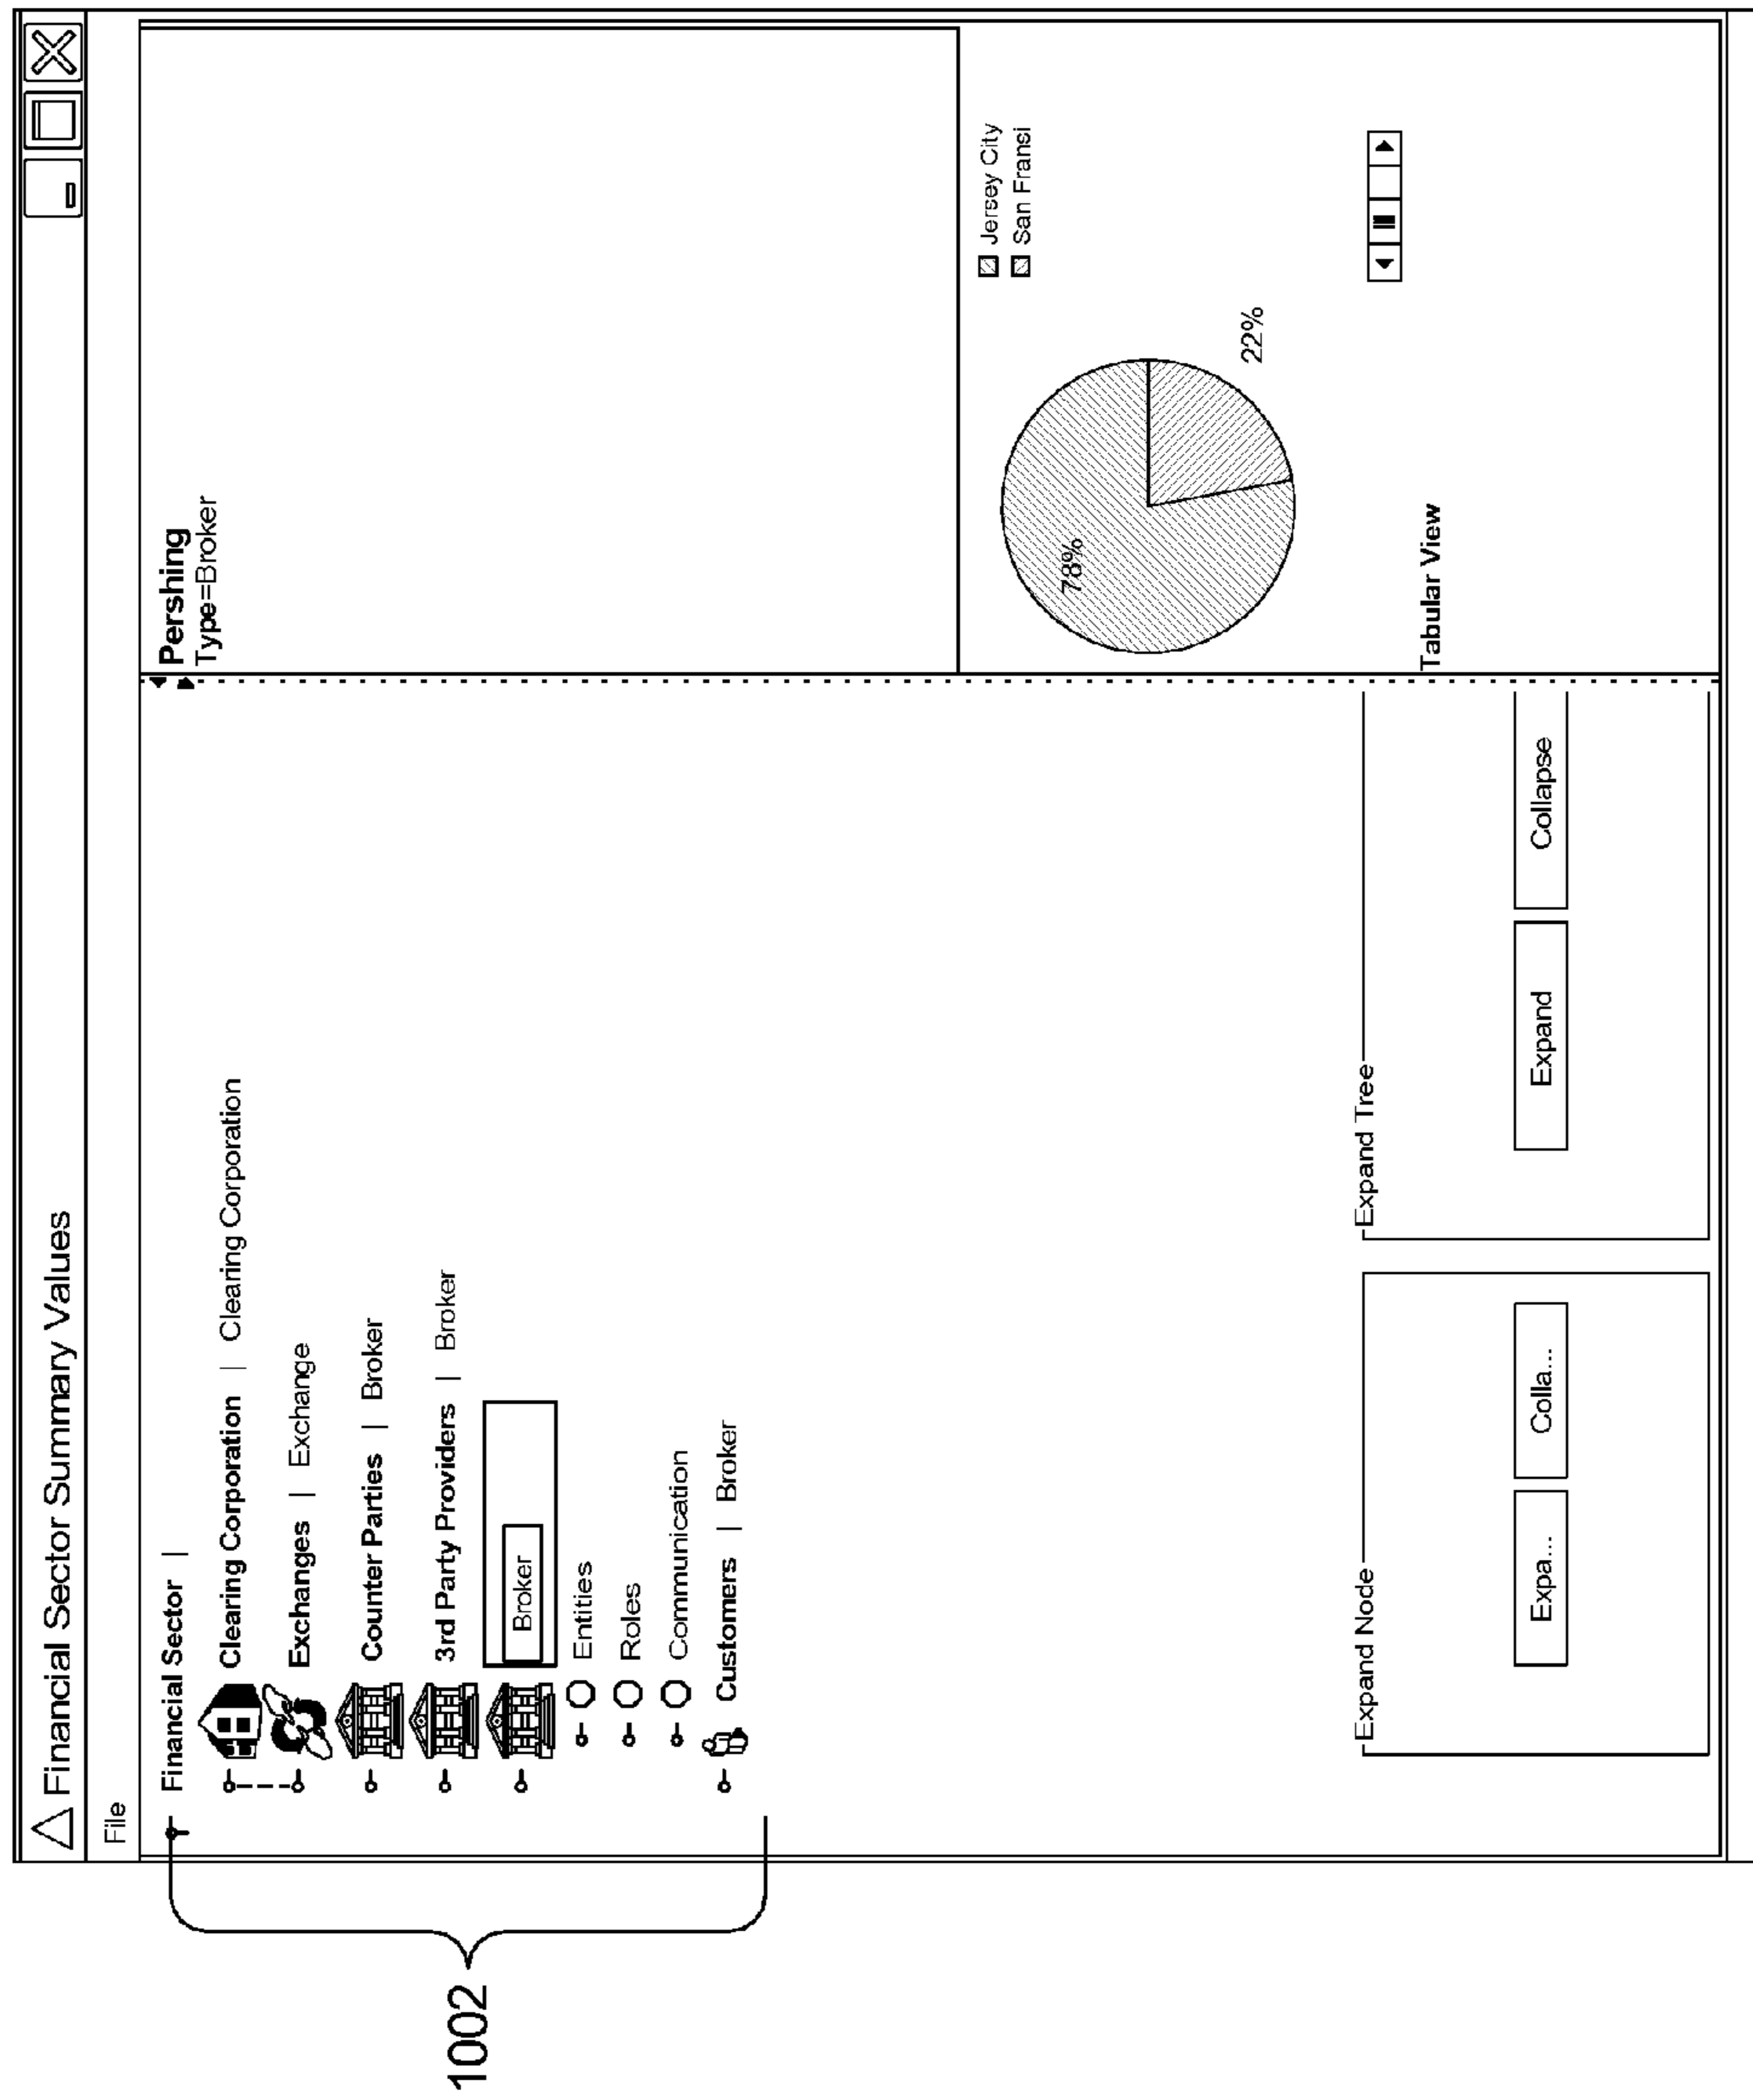 Financial Sector Summary Values
File
Financial Sector |
Clearing Corporation | Clearing Corporation
Exchanges | Exchange
Counter Parties | Broker
3rd Party Providers | Broker
Broker
Entities
Roles
Communication
Customers | Broker
1002
Expand Node
Expa...
Colla...
Expand Tree
Expand
Collapse
Pershing
Type=Broker
78%
22%
Jersey City
San Fransi
Tabular View